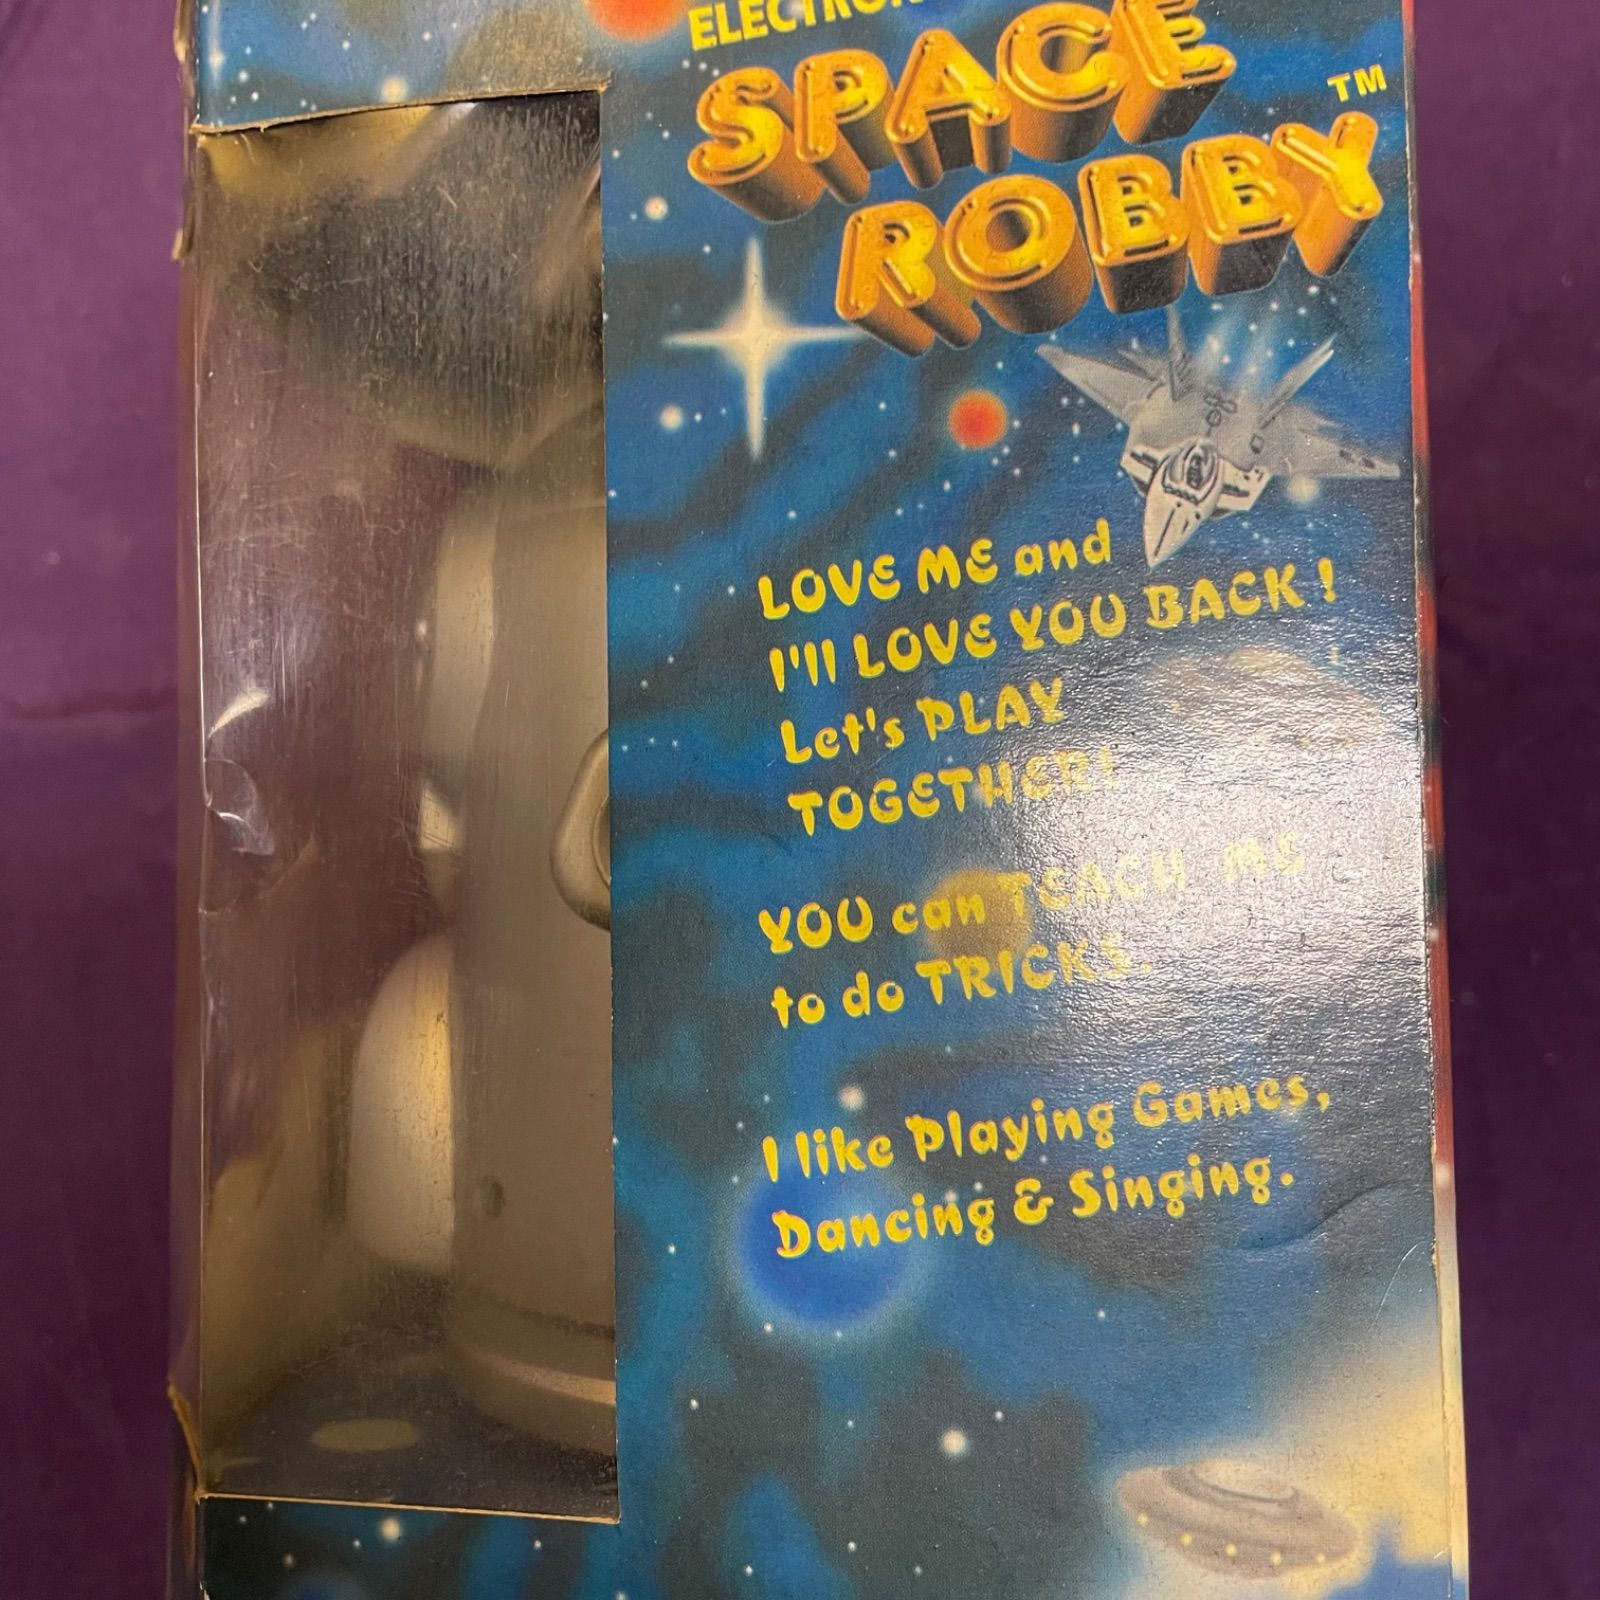 SPACE
ROBBY
TM
LOVE ME and
I'll LOVE YOU BACK!
Let's PLAY
TOGETHER!
YOU can TEACH ME
to do TRICKS.
I like Playing Games,
Dancing & Singing.